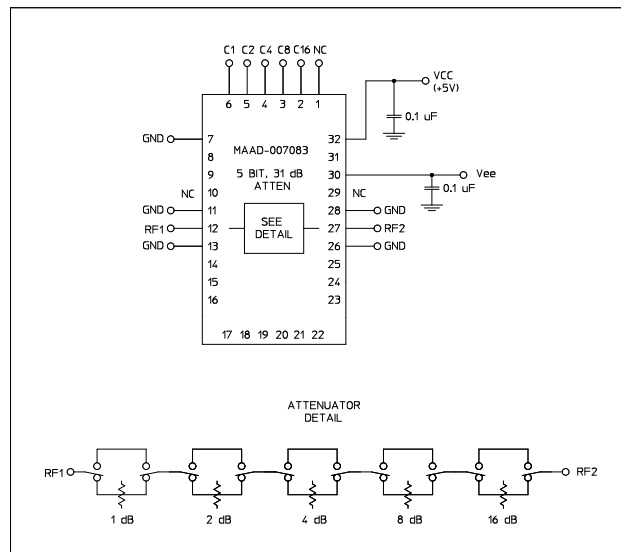 C1 C2 C4 C8 C16 NC
6 5 4 3 2 1
VCC
(+5V)
0.1 uF
GND 7 MAAD-007083 32
8 31
9 5 BIT, 31 dB 30 Vee
ATTEN
NC 10 29 NC
0.1 uF
GND 11 28 GND
RF1 12 SEE 27 RF2
DETAIL
GND 13 26 GND
14 25
15 24
16 23
17 18 19 20 21 22
ATTENUATOR
DETAIL
RF1 RF2
1 dB 2 dB 4 dB 8 dB 16 dB